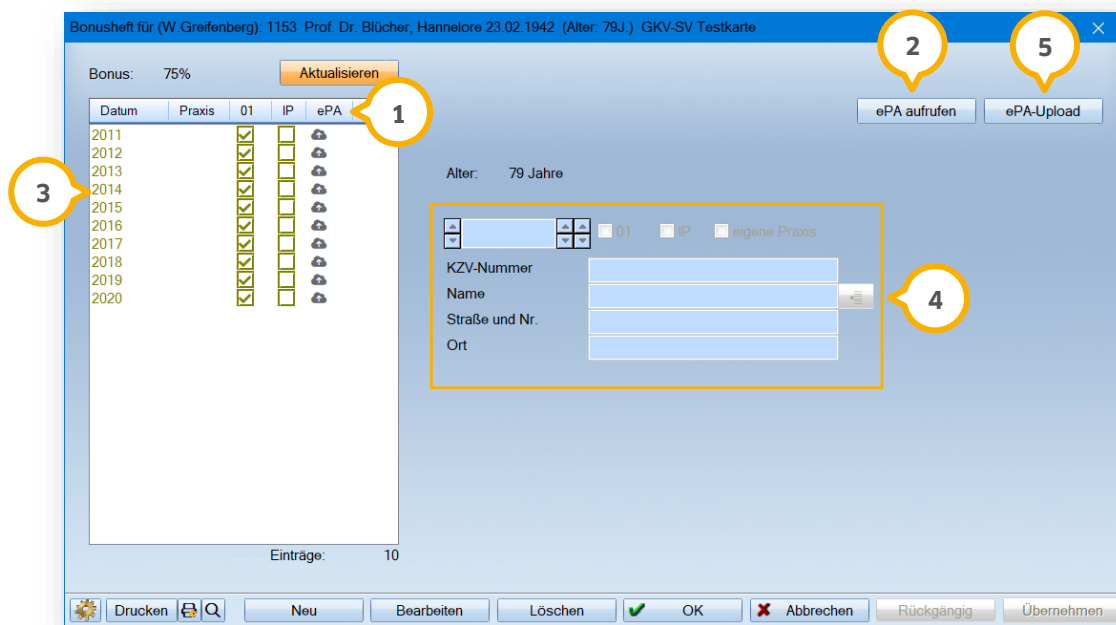 Bonusheft für (W.Greifenberg): 1153 Prof. Dr. Blücher, Hannelore 23.02.1942 (Alter: 79J.) GKV-SV Testkarte
2
5
Bonus: 75% Aktualisieren
Datum Praxis 01 IP ePA
1
ePA aufrufen ePA-Upload
2011
2012
2013
2014
2015
2016
2017
2018
2019
2020
3
Alter: 79 Jahre
01 IP eigene Praxis
KZV-Nummer
Name
Straße und Nr.
Ort
4
Einträge: 10
Drucken Neu Bearbeiten Löschen OK Abbrechen Rückgängig Übernehmen